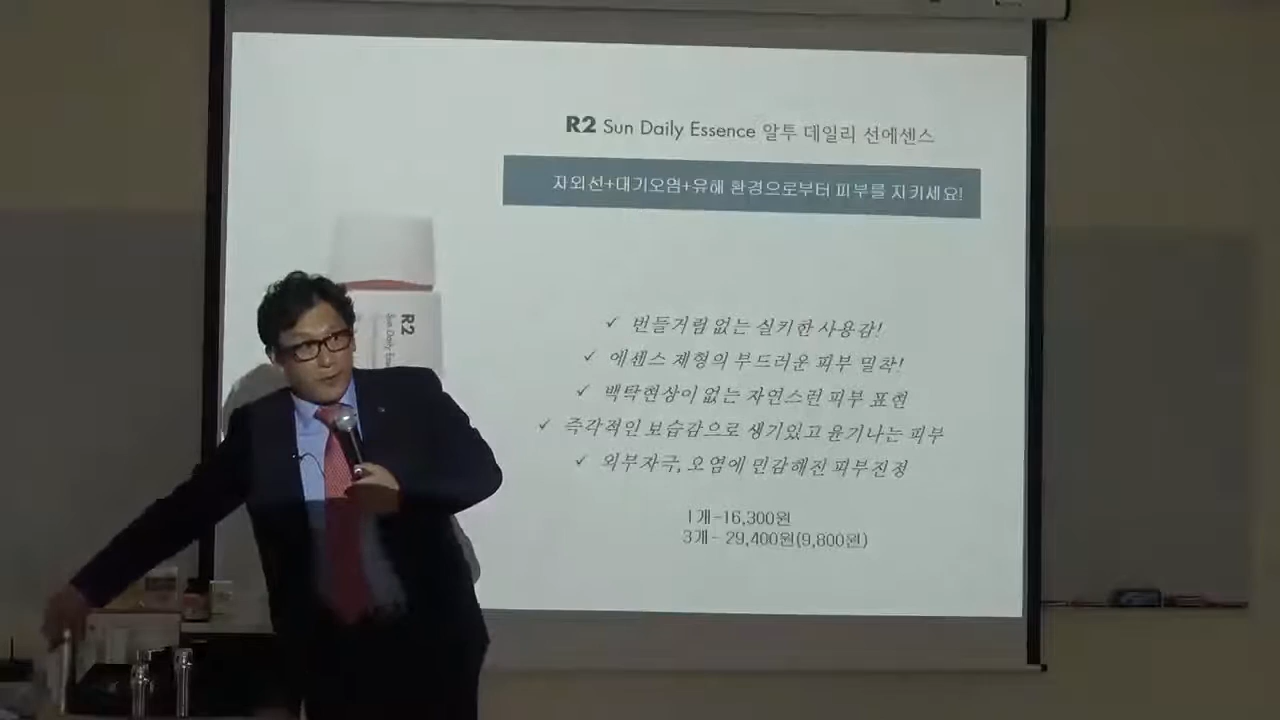 R2 Sun Daily Essence 알투 데일리 선에센스
자외선+대기오염+유해 환경으로부터 피부를 지키세요!
R2
Sun Daily
✓ 번들거림 없는 실키한 사용감!
✓ 에센스 제형의 부드러운 피부 밀착!
✓ 백탁현상이 없는 자연스런 피부 표현
✓ 즉각적인 보습감으로 생기있고 윤기나는 피부
✓ 외부자극, 오염에 민감해진 피부진정
1개-16,300원
3개- 29,400원(9,800원)